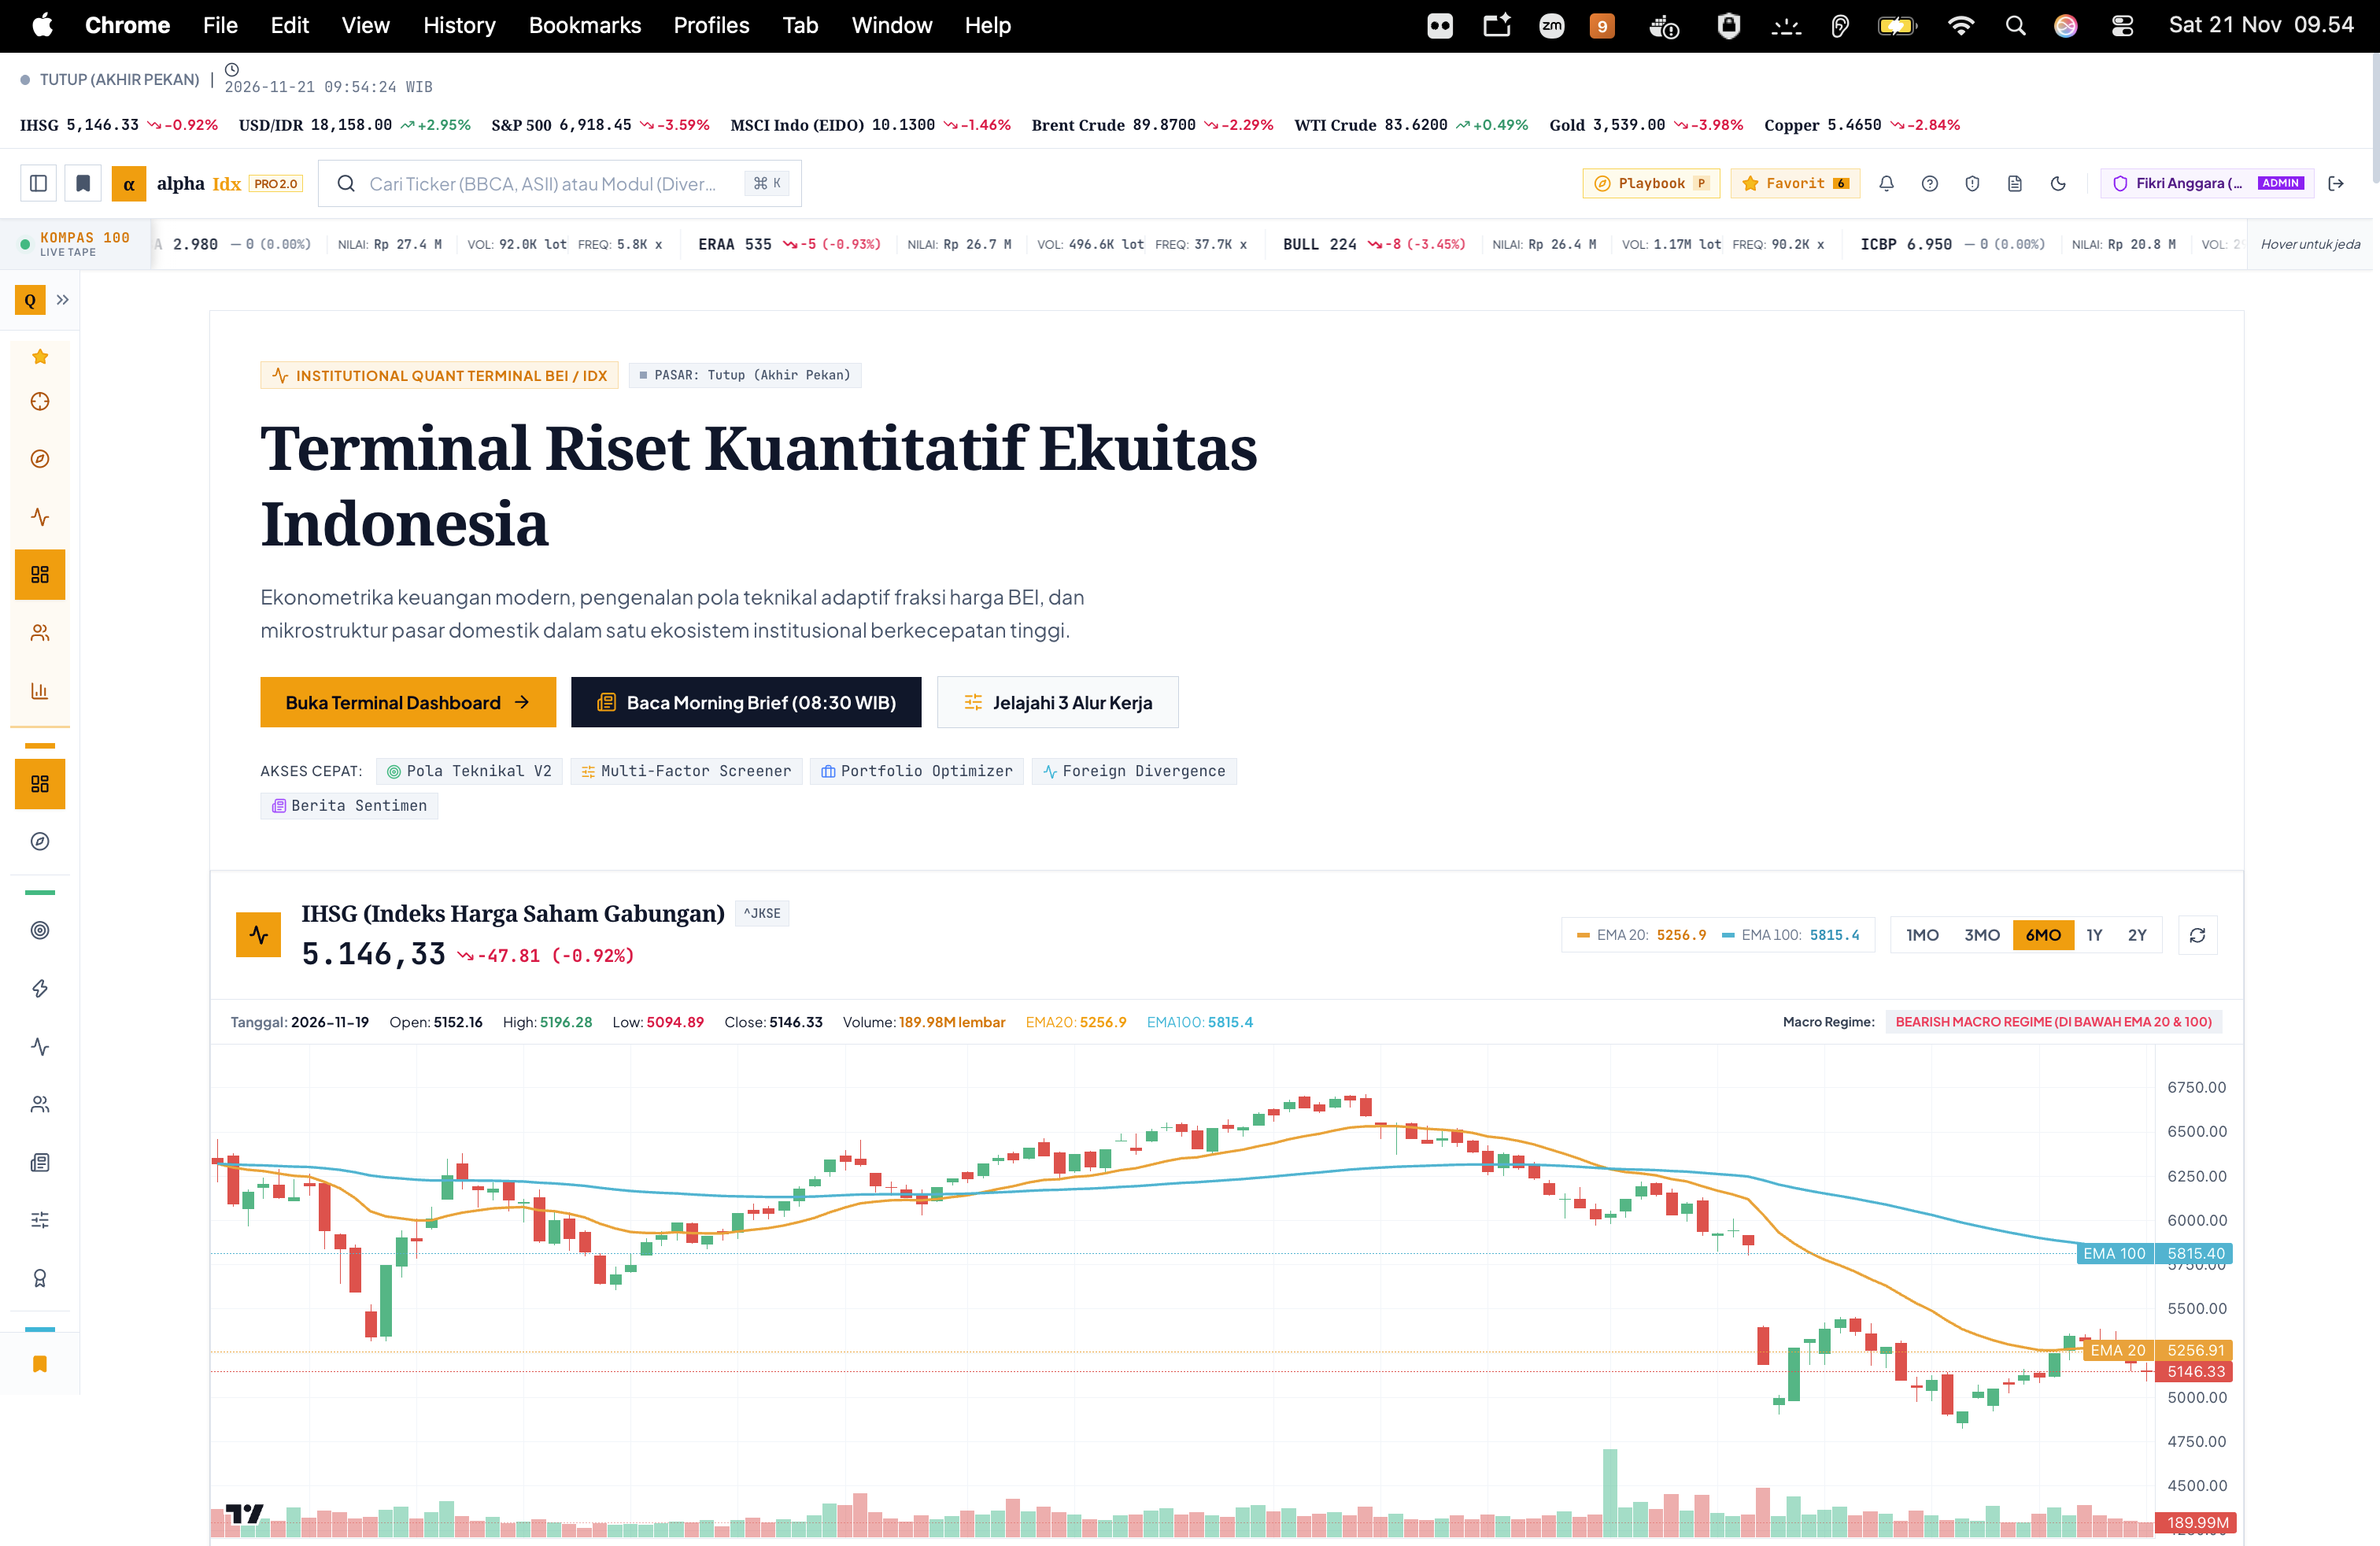 Chrome File Edit View History Bookmarks Profiles Tab Window Help zm 9 Sat 21 Nov 09.54
TUTUP (AKHIR PEKAN) | 2026-11-21 09:54:24 WIB
IHSG 5,146.33 -0.92% USD/IDR 18,158.00 +2.95% S&P 500 6,918.45 -3.59% MSCI Indo (EIDO) 10.1300 -1.46% Brent Crude 89.8700 -2.29% WTI Crude 83.6200 +0.49% Gold 3,539.00 -3.98% Copper 5.4650 -2.84%
α alpha Idx PRO 2.0 Cari Ticker (BBCA, ASII) atau Modul (Diver... ⌘ K Playbook P Favorit 6 Fikri Anggara (... ADMIN
KOMPAS 100
LIVE TAPE
A 2.980 — 0 (0.00%) NILAI: Rp 27.4 M VOL: 92.0K lot FREQ: 5.8K x ERAA 535 -5 (-0.93%) NILAI: Rp 26.7 M VOL: 496.6K lot FREQ: 37.7K x BULL 224 -8 (-3.45%) NILAI: Rp 26.4 M VOL: 1.17M lot FREQ: 90.2K x ICBP 6.950 — 0 (0.00%) NILAI: Rp 20.8 M VOL: Hover untuk jeda
Q
INSTITUTIONAL QUANT TERMINAL BEI / IDX PASAR: Tutup (Akhir Pekan)
Terminal Riset Kuantitatif Ekuitas
Indonesia
Ekonometrika keuangan modern, pengenalan pola teknikal adaptif fraksi harga BEI, dan
mikrostruktur pasar domestik dalam satu ekosistem institusional berkecepatan tinggi.
Buka Terminal Dashboard → Baca Morning Brief (08:30 WIB) Jelajahi 3 Alur Kerja
AKSES CEPAT: Pola Teknikal V2 Multi-Factor Screener Portfolio Optimizer Foreign Divergence
Berita Sentimen
IHSG (Indeks Harga Saham Gabungan) ^JKSE
5.146,33 -47.81 (-0.92%)
EMA 20: 5256.9 EMA 100: 5815.4 1MO 3MO 6MO 1Y 2Y
Tanggal: 2026-11-19 Open: 5152.16 High: 5196.28 Low: 5094.89 Close: 5146.33 Volume: 189.98M lembar EMA20: 5256.9 EMA100: 5815.4 Macro Regime: BEARISH MACRO REGIME (DI BAWAH EMA 20 & 100)
6750.00
6500.00
6250.00
6000.00
EMA 100 5815.40
5750.00
5500.00
EMA 20 5256.91
5146.33
5000.00
4750.00
4500.00
189.99M